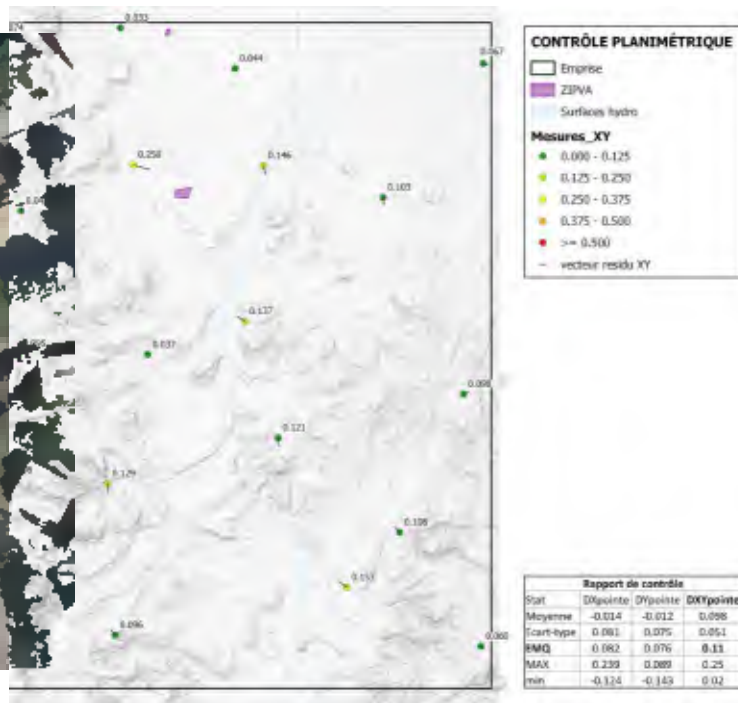 0.033
0.044
0.067
0.250
0.146
0.103
0.137
0.037
0.121
0.129
0.108
0.096
CONTRÔLE PLANIMÉTRIQUE
Emprise
ZIPVA
Surfaces hydro
Mesures_XY
0.000 - 0.125
0.125 - 0.250
0.250 - 0.375
0.375 - 0.500
>= 0.500
vecteur residu XY
Rapport de contrôle
Stat DXpointe DYpointe DXYpointe
Moyenne -0.014 -0.012 0.098
Ecart-type 0.081 0.075 0.051
EMQ 0.082 0.076 0.11
MAX 0.239 0.089 0.25
min -0.124 -0.143 0.02